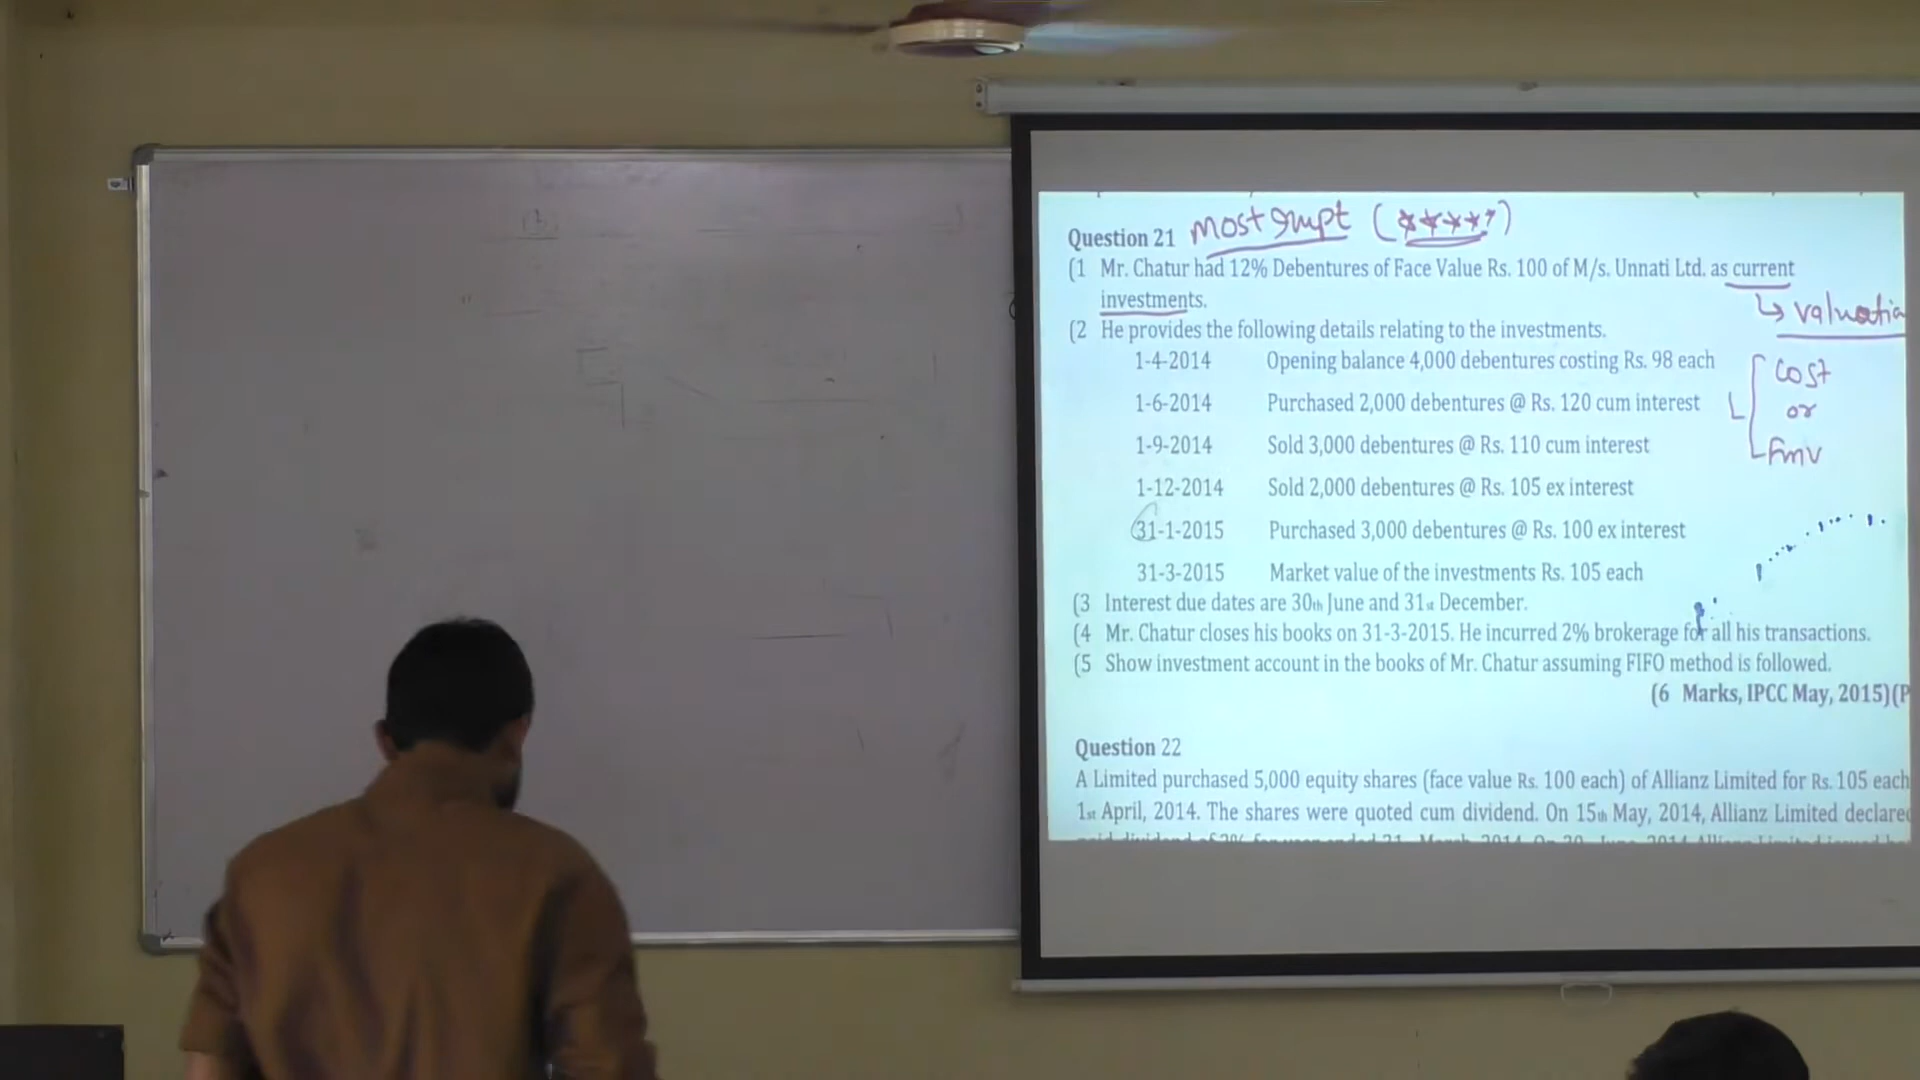 Question 21 Most Impt (****)
(1 Mr. Chatur had 12% Debentures of Face Value Rs. 100 of M/s. Unnati Ltd. as current
investments.
↳ valuatio
(2 He provides the following details relating to the investments.
1-4-2014 Opening balance 4,000 debentures costing Rs. 98 each
1-6-2014 Purchased 2,000 debentures @ Rs. 120 cum interest
1-9-2014 Sold 3,000 debentures @ Rs. 110 cum interest
1-12-2014 Sold 2,000 debentures @ Rs. 105 ex interest
31-1-2015 Purchased 3,000 debentures @ Rs. 100 ex interest
31-3-2015 Market value of the investments Rs. 105 each
L Cost
or
Fmv
(3 Interest due dates are 30th June and 31st December.
(4 Mr. Chatur closes his books on 31-3-2015. He incurred 2% brokerage for all his transactions.
(5 Show investment account in the books of Mr. Chatur assuming FIFO method is followed.
(6 Marks, IPCC May, 2015)(P
Question 22
A Limited purchased 5,000 equity shares (face value Rs. 100 each) of Allianz Limited for Rs. 105 each
1st April, 2014. The shares were quoted cum dividend. On 15th May, 2014, Allianz Limited declared